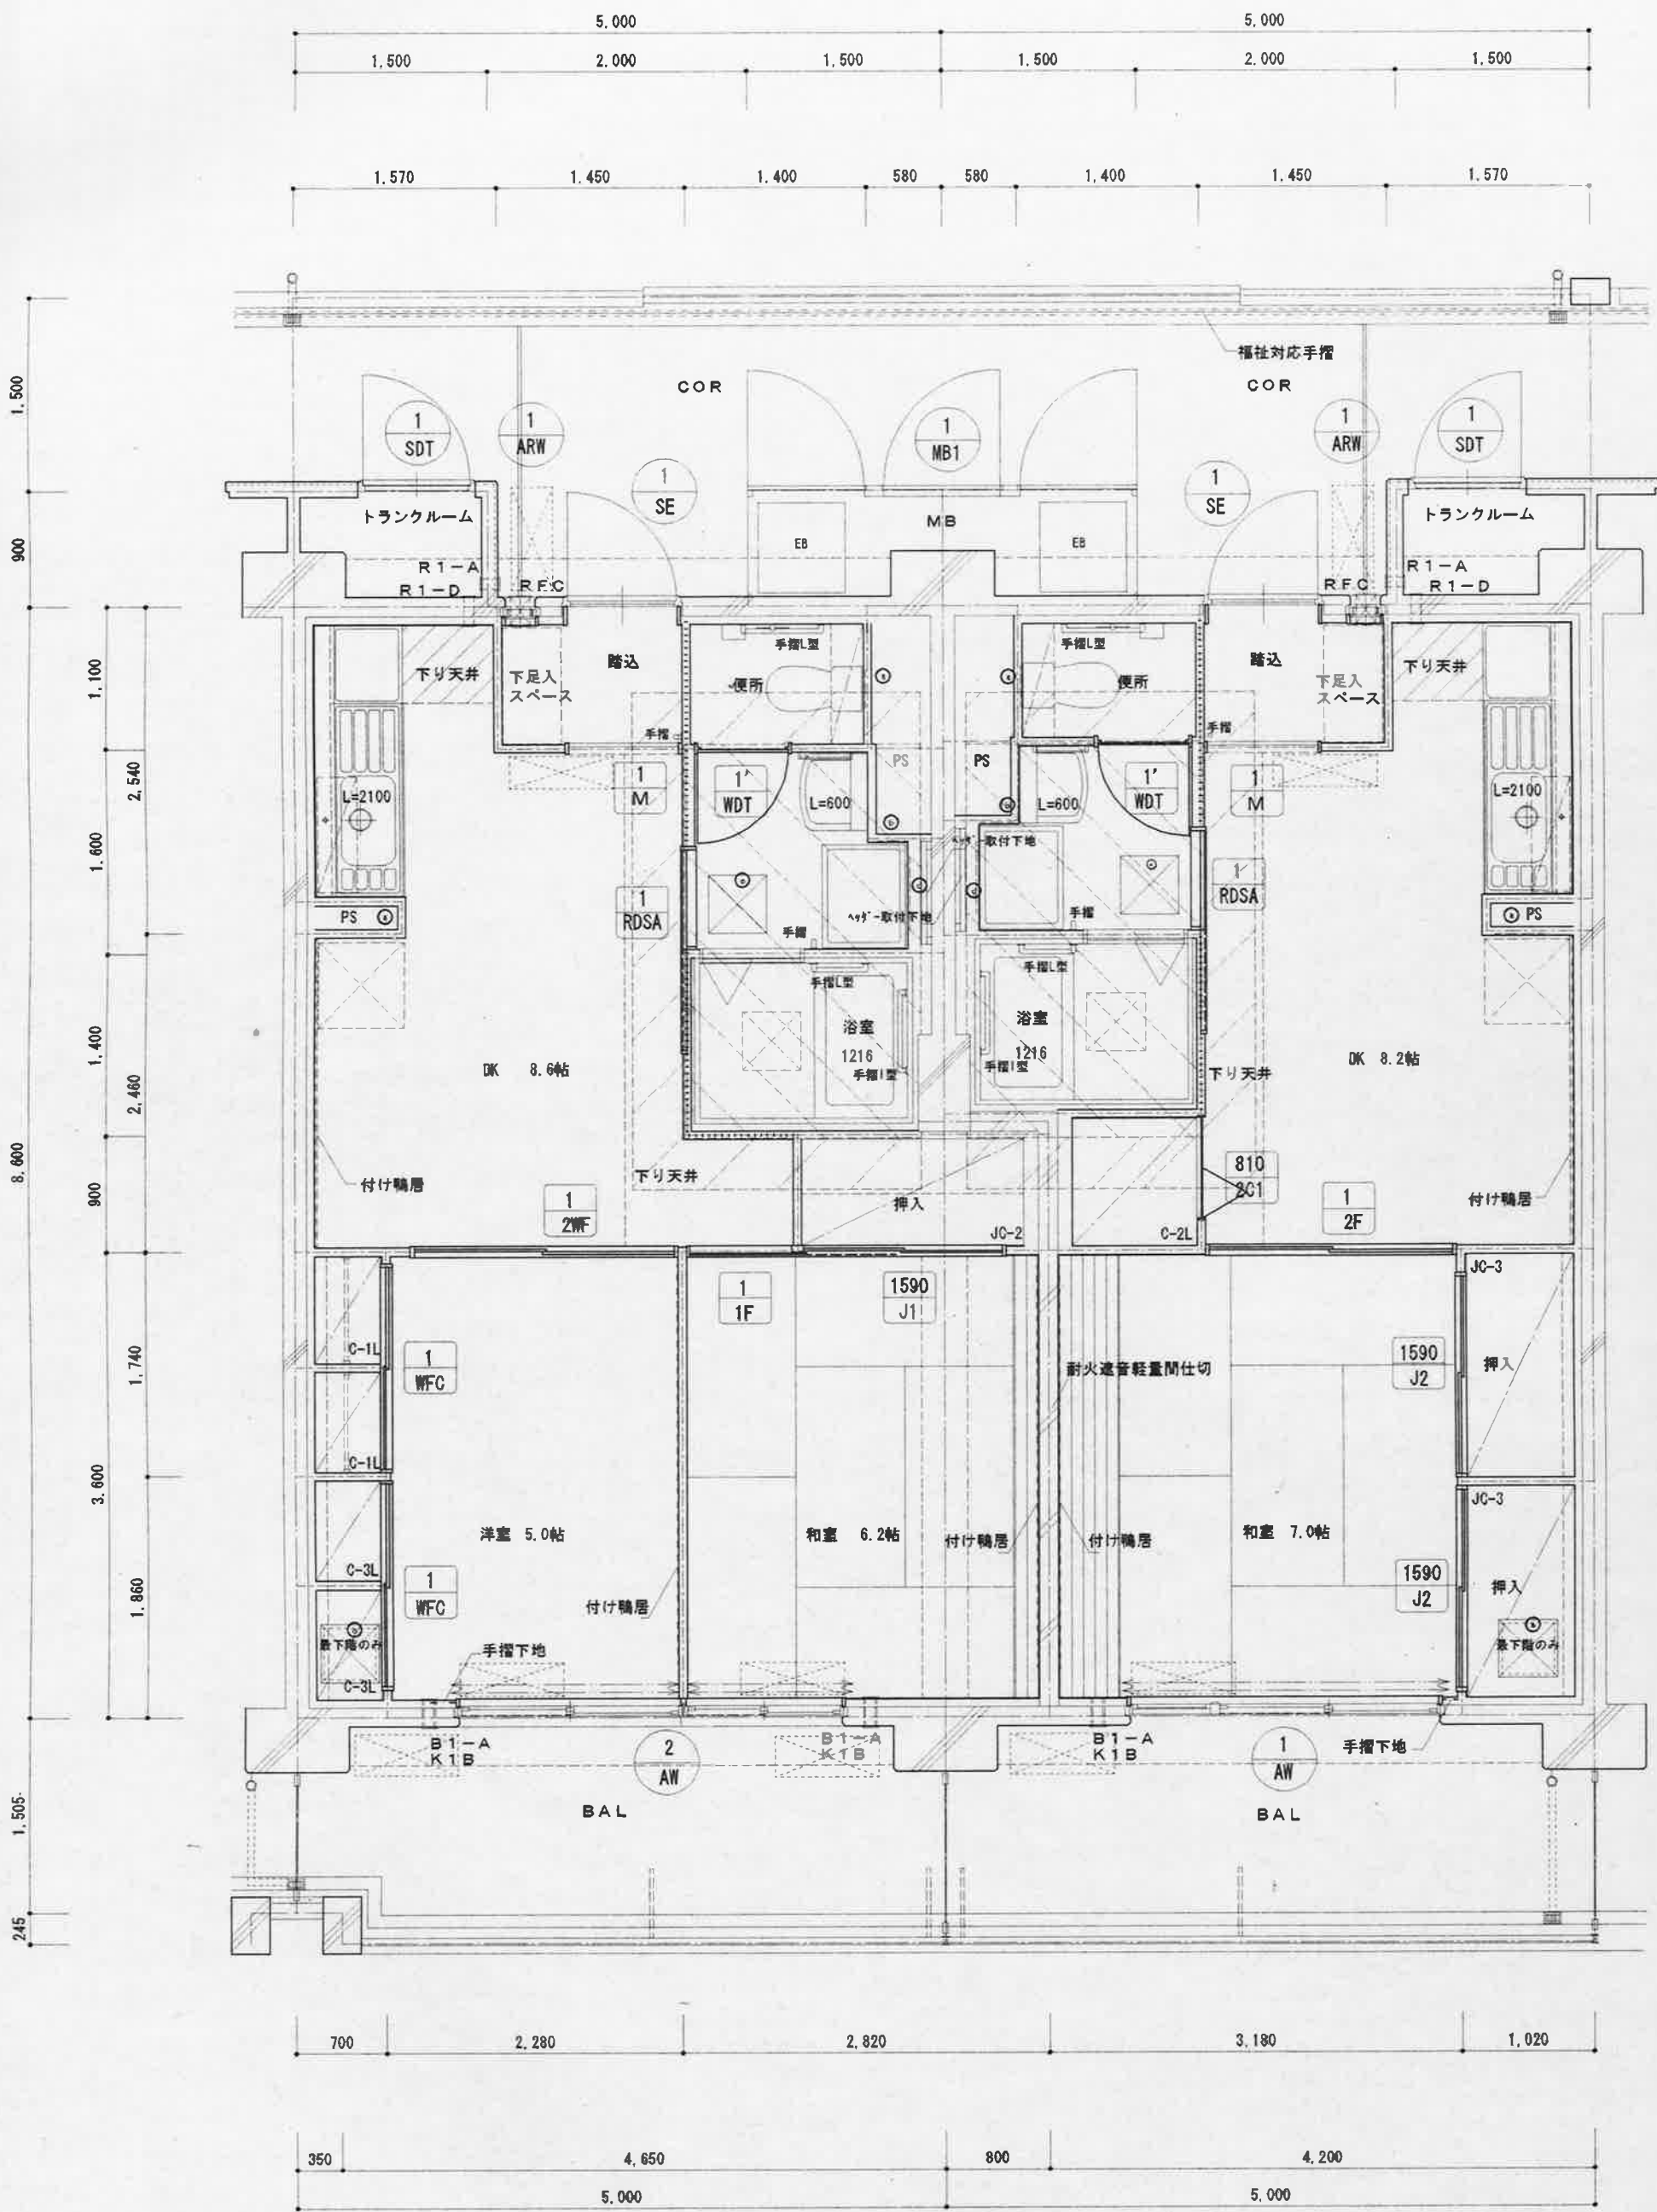 5,000 5,000
1,500 2.000 1,500 1.500 2.000 1,500
1.570 1.450 1.400 580 580 1,400 1.450 1.570
福祉対応手摺
COR COR
1 SDT
1 ARW
1 MB1
1 ARW
1 SDT
1 SE
1 SE
トランクルーム MB トランクルーム
EB EB
R1-A R1-A
R1-D RFC RFC R1-D
手摺L型 手摺L型
下り天井 下足入スペース 踏込 便所 便所 踏込 下足入スペース 下り天井
手摺 手摺
PS PS
1 M
1' WDT
1' WDT
1 M
L=2100 L=600 L=600 L=2100
ヘッダー取付下地
1 RDSA
1 RDSA
PS ヘッダー取付下地 手摺 PS
手摺
手摺L型 手摺L型
浴室 浴室
1216 1216
手摺I型 手摺I型
DK 8.6帖 DK 8.2帖
下り天井
下り天井
付け鴨居 付け鴨居
1 2WF
押入
810 2C1
1 2F
JC-2 C-2L
JC-3
1 1F
1590 J1
C-1L
1 WFC
耐火遮音軽量間仕切
1590 J2
押入
C-1L
JC-3
洋室 5.0帖 和室 6.2帖 付け鴨居 付け鴨居 和室 7.0帖
C-3L
1 WFC
付け鴨居
1590 J2
押入
最下階のみ 最下階のみ
手摺下地
C-3L
B1-A B1-A B1-A
K1B K1B K1B
2 AW
1 AW
手摺下地
BAL BAL
1.500
900
8.600
1.505
245
1,100
1.600
1.400
900
3.600
2,540
2.460
1,740
1.860
700 2,280 2,820 3,180 1,020
350 4,650 800 4,200
5.000 5,000